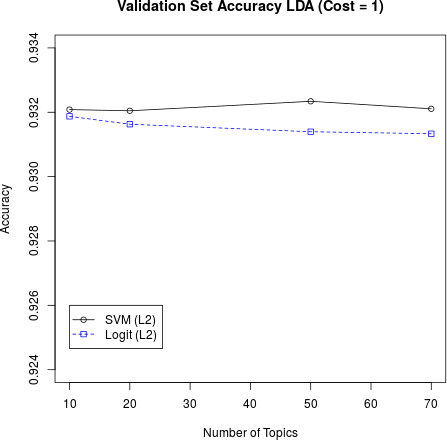 Validation Set Accuracy LDA (Cost = 1)
Accuracy
0.934
0.932
0.930
0.928
0.926
0.924
SVM (L2)
Logit (L2)
10 20 30 40 50 60 70
Number of Topics